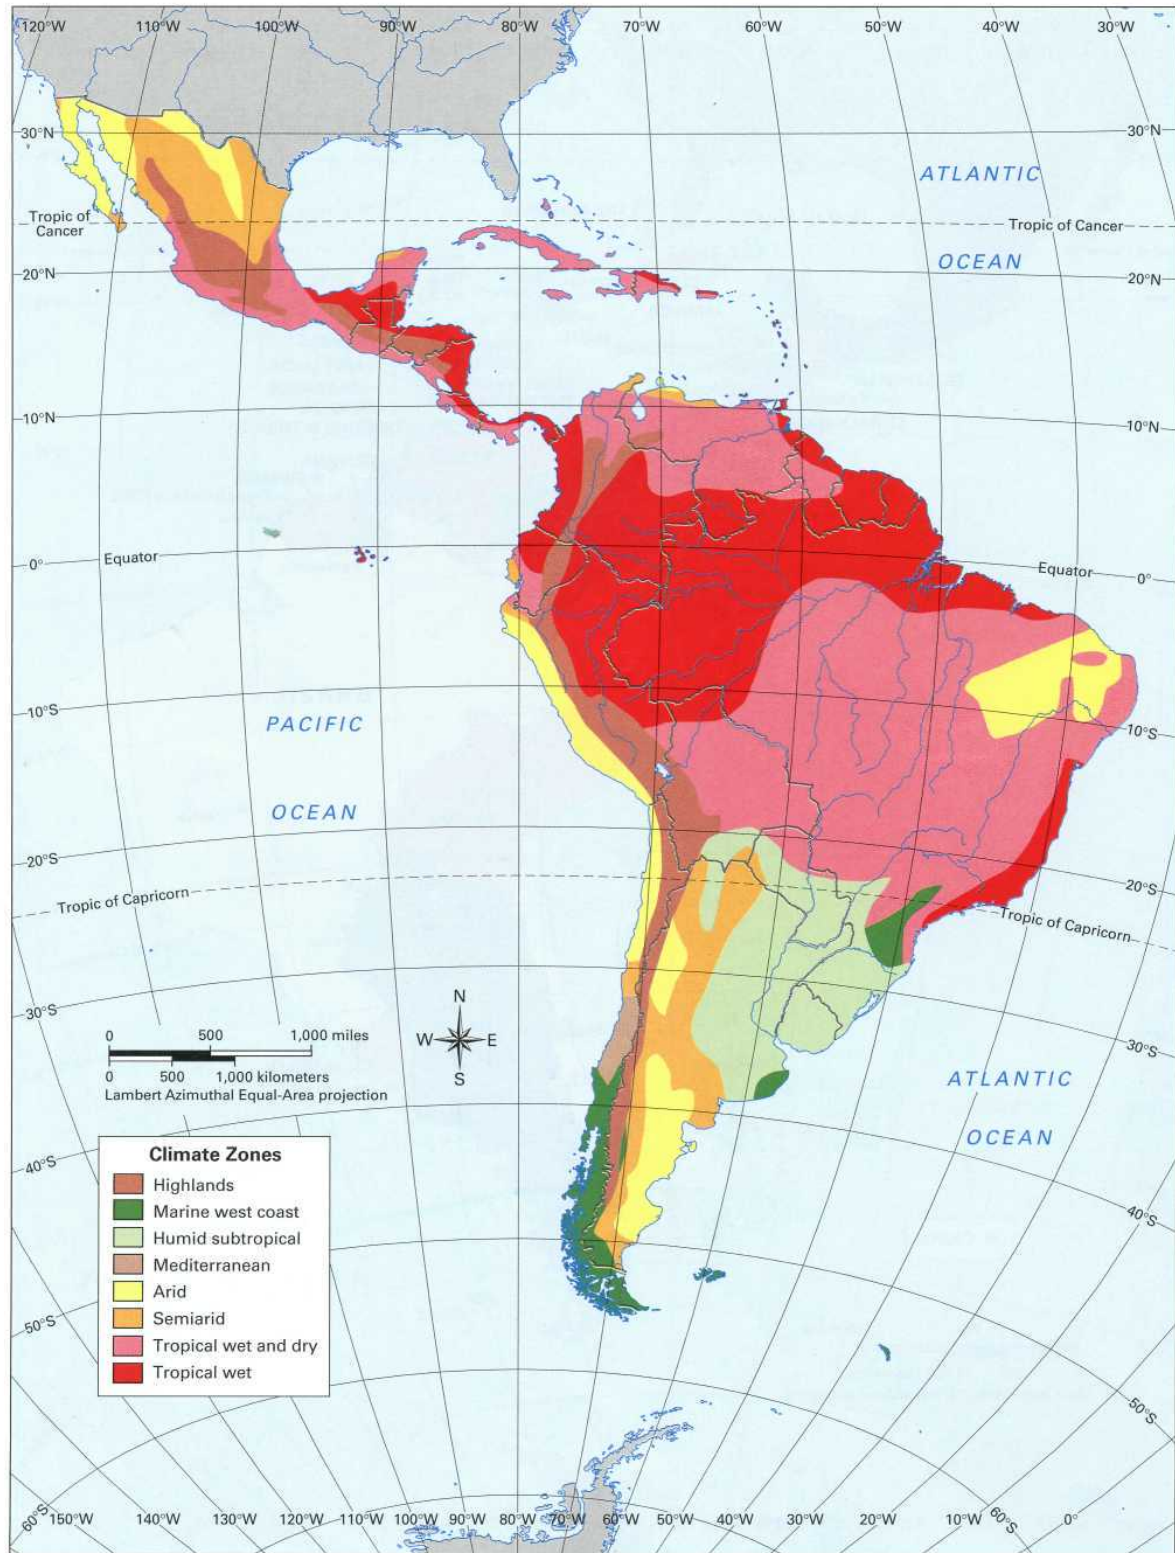 120°W 110°W 100°W 90°W 80°W 70°W 60°W 50°W 40°W 30°W
30°N 30°N
ATLANTIC
Tropic of
Cancer
Tropic of Cancer
OCEAN
20°N 20°N
10°N 10°N
Equator
0°
Equator 0°
10°S
PACIFIC
10°S
OCEAN
20°S
Tropic of Capricorn
20°S
Tropic of Capricorn
30°S
N
W E
S
30°S
0 500 1,000 miles
0 500 1,000 kilometers
Lambert Azimuthal Equal-Area projection
ATLANTIC
OCEAN
40°S
Climate Zones
Highlands
Marine west coast
Humid subtropical
Mediterranean
Arid
Semiarid
Tropical wet and dry
Tropical wet
40°S
50°S
50°S
60°S 150°W 140°W 130°W 120°W 110°W 100°W 90°W 80°W 70°W 60°W 50°W 40°W 30°W 20°W 10°W 60°S 0°